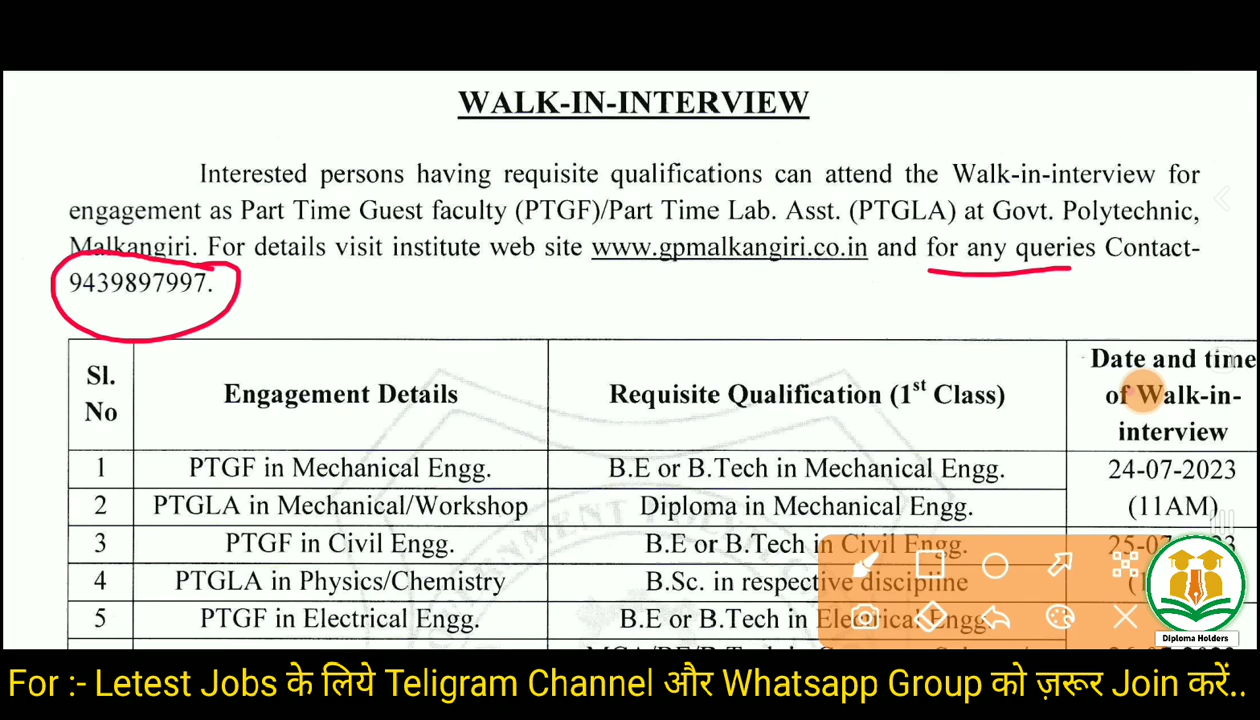 WALK-IN-INTERVIEW
Interested persons having requisite qualifications can attend the Walk-in-interview for
engagement as Part Time Guest faculty (PTGF)/Part Time Lab. Asst. (PTGLA) at Govt. Polytechnic,
Malkangiri. For details visit institute web site www.gpmalkangiri.co.in and for any queries Contact-
9439897997.
Sl. No Engagement Details Requisite Qualification (1st Class) Date and time of Walk-in-interview
1 PTGF in Mechanical Engg. B.E or B.Tech in Mechanical Engg. 24-07-2023
2 PTGLA in Mechanical/Workshop Diploma in Mechanical Engg. (11AM)
3 PTGF in Civil Engg. B.E or B.Tech in Civil Engg.
4 PTGLA in Physics/Chemistry B.Sc. in respective discipline
5 PTGF in Electrical Engg. B.E or B.Tech in Electrical Engg.
Diploma Holders
For :- Letest Jobs के लिये Teligram Channel और Whatsapp Group को ज़रूर Join करें..